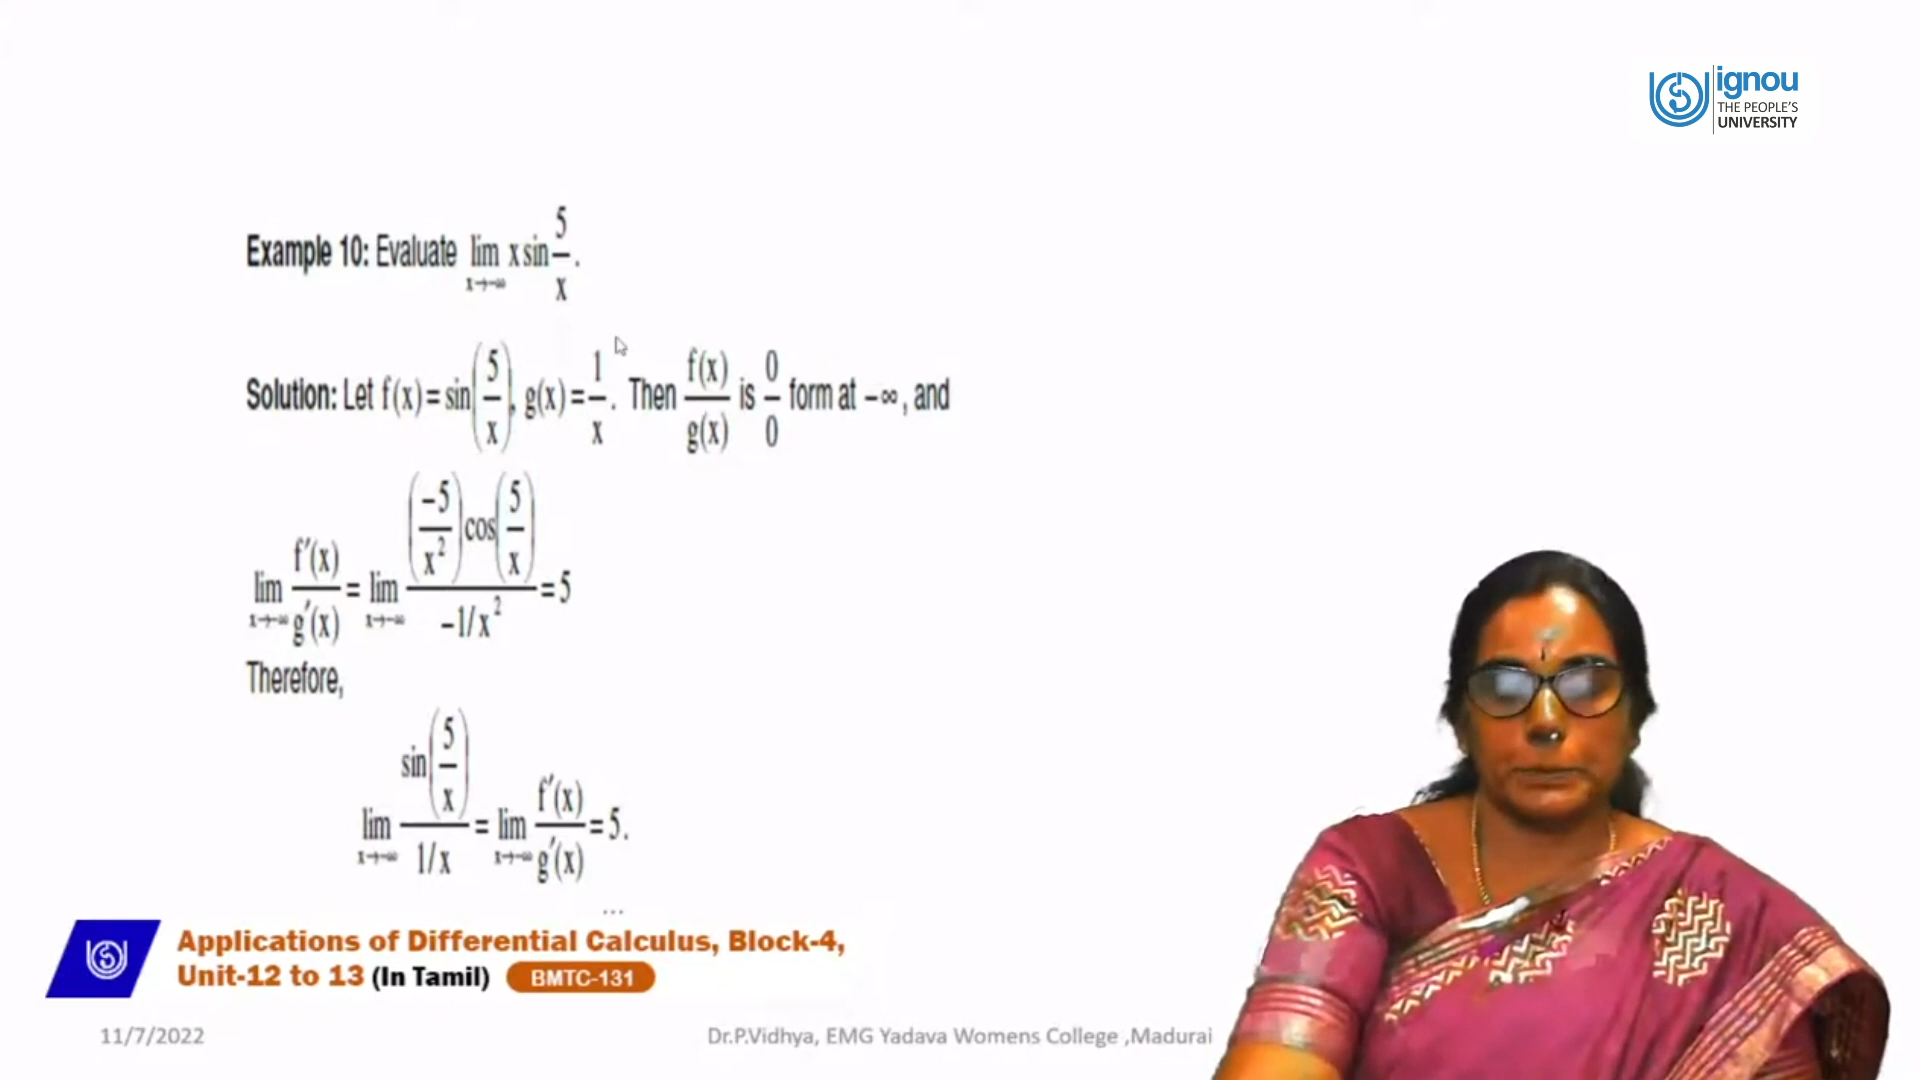 ignou
THE PEOPLE'S
UNIVERSITY
Example 10: Evaluate lim x→−∞ x sin 5/x.
Solution: Let f(x) = sin(5/x), g(x) = 1/x. Then f(x)/g(x) is 0/0 form at −∞, and
lim x→−∞ f′(x)/g′(x) = lim x→−∞ (−5/x²) cos(5/x) / −1/x² = 5
Therefore,
lim x→−∞ sin(5/x) / 1/x = lim x→−∞ f′(x)/g′(x) = 5.
...
Applications of Differential Calculus, Block-4,
Unit-12 to 13 (In Tamil) BMTC-131
11/7/2022 Dr.P.Vidhya, EMG Yadava Womens College ,Madurai